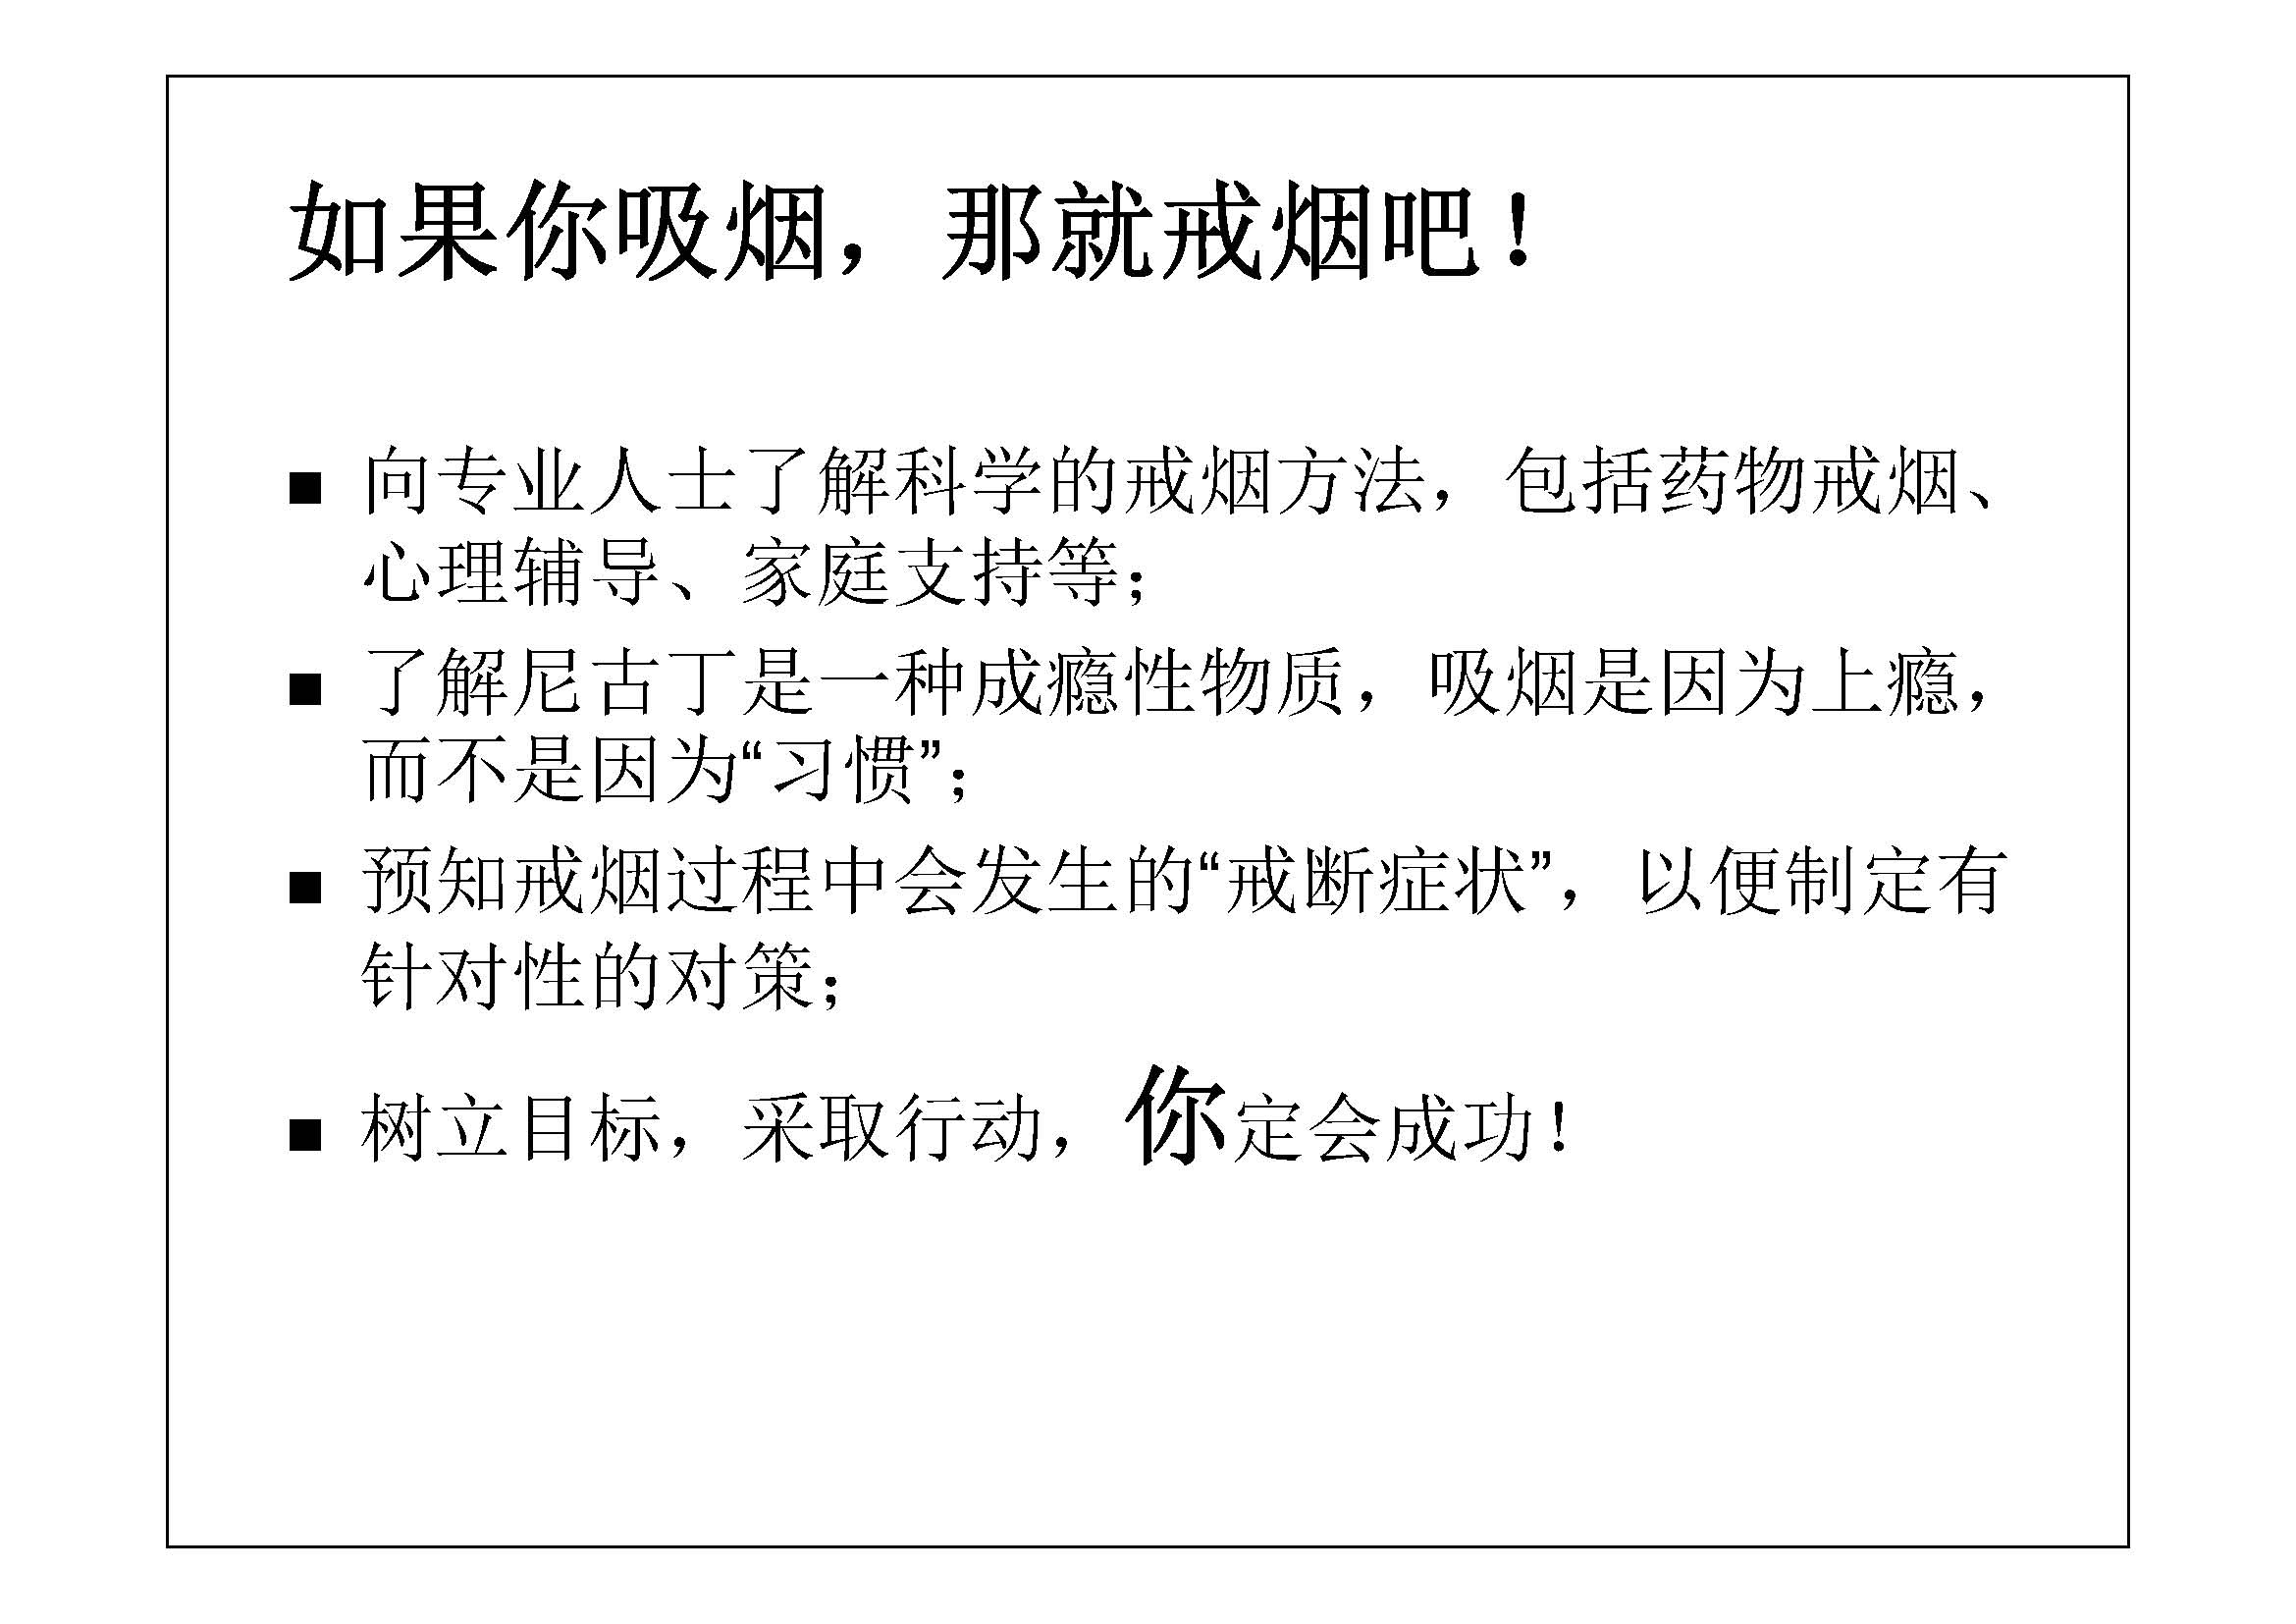 如果你吸烟，那就戒烟吧！
■ 向专业人士了解科学的戒烟方法，包括药物戒烟、
心理辅导、家庭支持等；
■ 了解尼古丁是一种成瘾性物质，吸烟是因为上瘾，
而不是因为“习惯”；
■ 预知戒烟过程中会发生的“戒断症状”，以便制定有
针对性的对策；
■ 树立目标，采取行动，你定会成功！